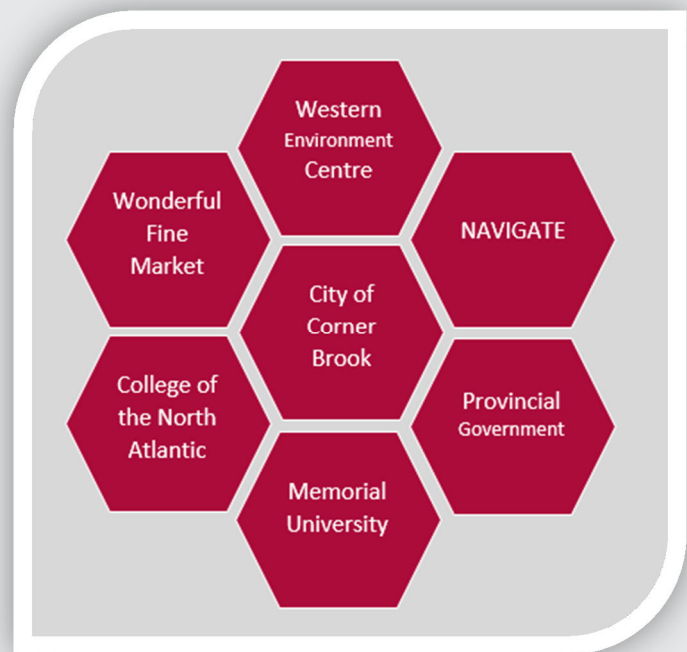 Western
Environment
Centre
Wonderful
Fine
Market
NAVIGATE
City of
Corner
Brook
College of
the North
Atlantic
Provincial
Government
Memorial
University